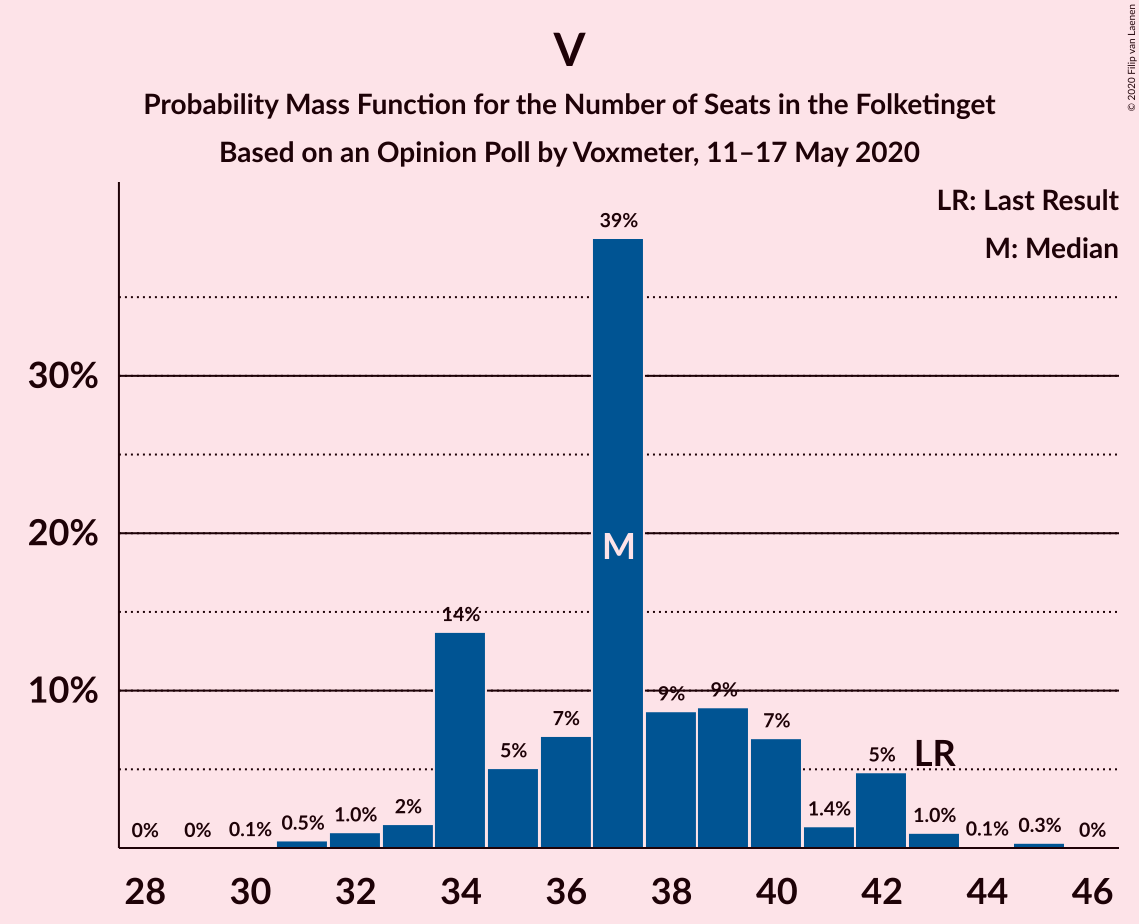 V
Probability Mass Function for the Number of Seats in the Folketinget
Based on an Opinion Poll by Voxmeter, 11–17 May 2020
© 2020 Filip van Laenen
LR: Last Result
M: Median
39%
30%
20%
M
14%
10%
9%
9%
7%
7%
5%
5%
LR
0%
0%
0.1%
0.5%
1.0%
2%
1.4%
1.0%
0.1%
0.3%
0%
28 30 32 34 36 38 40 42 44 46